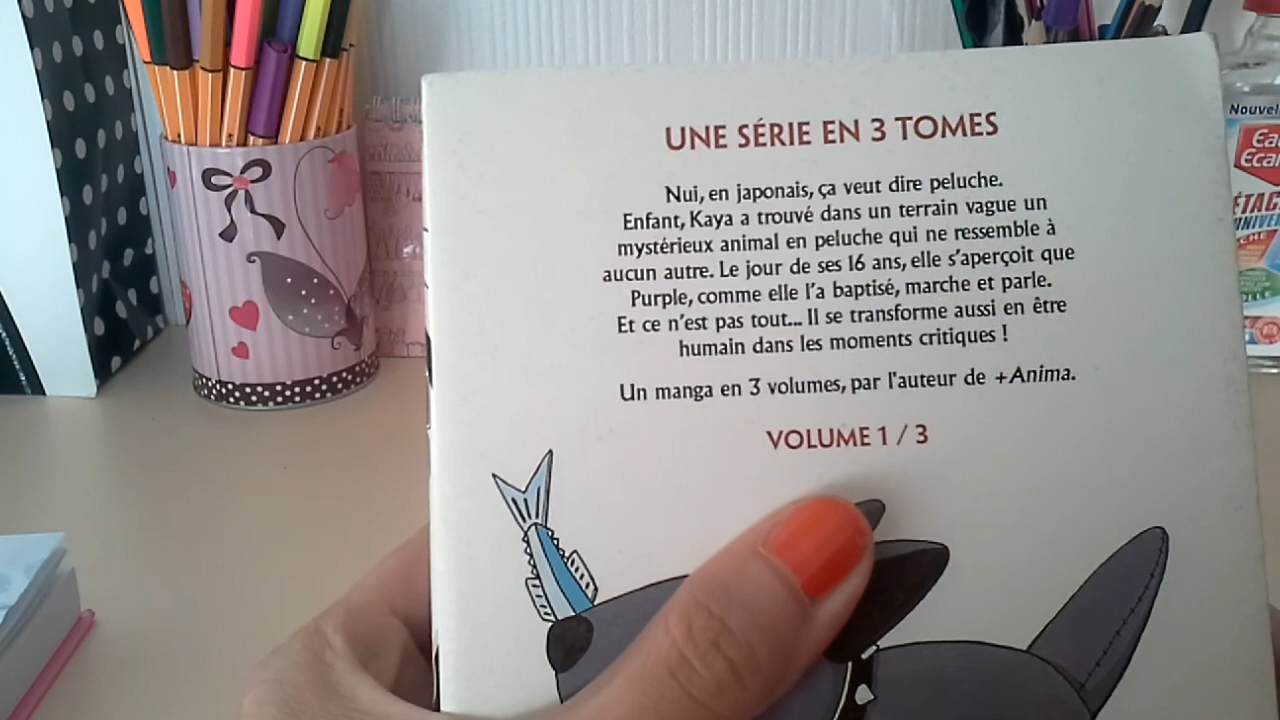 UNE SÉRIE EN 3 TOMES
Nui, en japonais, ça veut dire peluche.
Enfant, Kaya a trouvé dans un terrain vague un
mystérieux animal en peluche qui ne ressemble à
aucun autre. Le jour de ses 16 ans, elle s'aperçoit que
Purple, comme elle l'a baptisé, marche et parle.
Et ce n'est pas tout... Il se transforme aussi en être
humain dans les moments critiques !
Un manga en 3 volumes, par l'auteur de +Anima.
VOLUME 1 / 3